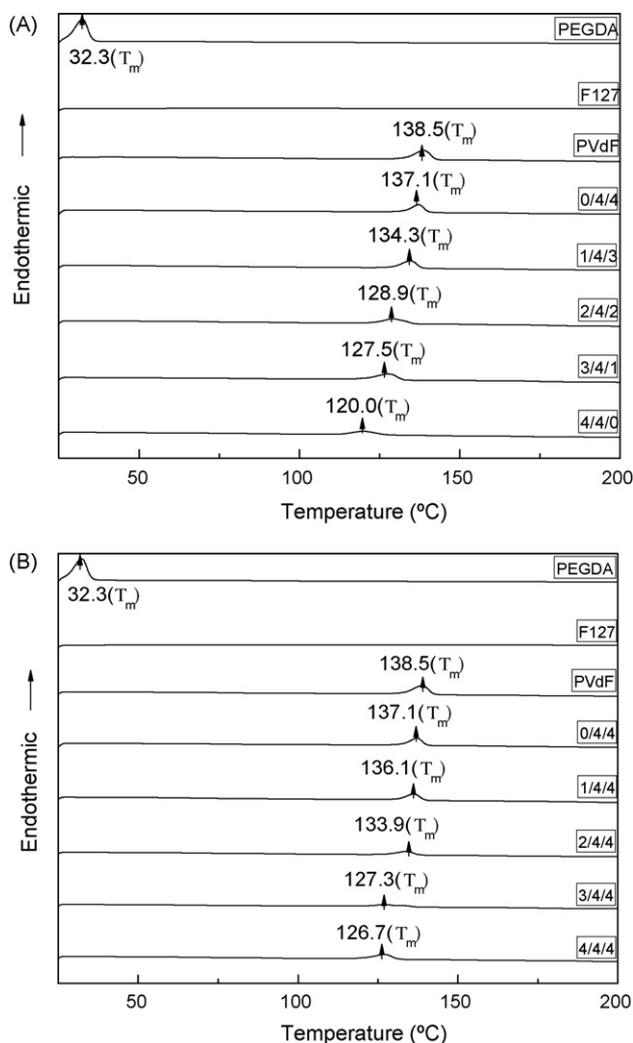 (A)
PEGDA
32.3(Tm)
F127
138.5(Tm)
PVdF
137.1(Tm)
0/4/4
134.3(Tm)
1/4/3
128.9(Tm)
2/4/2
127.5(Tm)
3/4/1
120.0(Tm)
4/4/0
Endothermic
50 100 150 200
Temperature (ºC)
(B)
PEGDA
32.3(Tm)
F127
138.5(Tm)
PVdF
137.1(Tm)
0/4/4
136.1(Tm)
1/4/4
133.9(Tm)
2/4/4
127.3(Tm)
3/4/4
126.7(Tm)
4/4/4
Endothermic
50 100 150 200
Temperature (ºC)